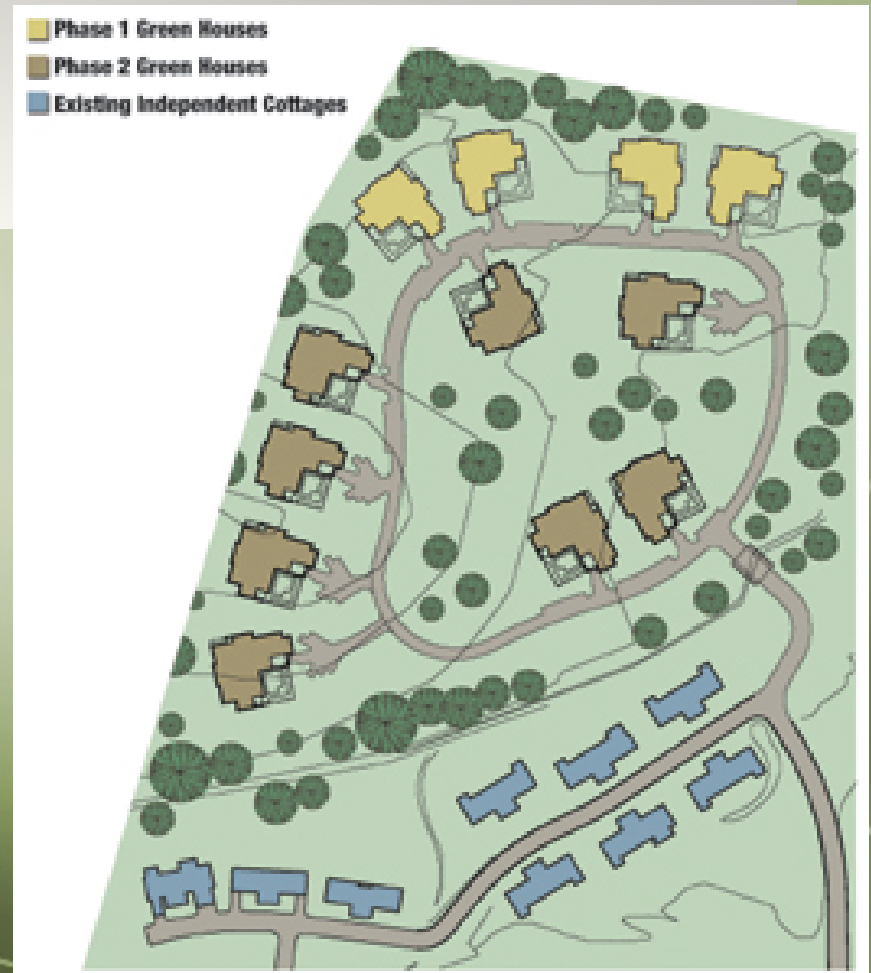 Phase 1 Green Houses
Phase 2 Green Houses
Existing Independent Cottages